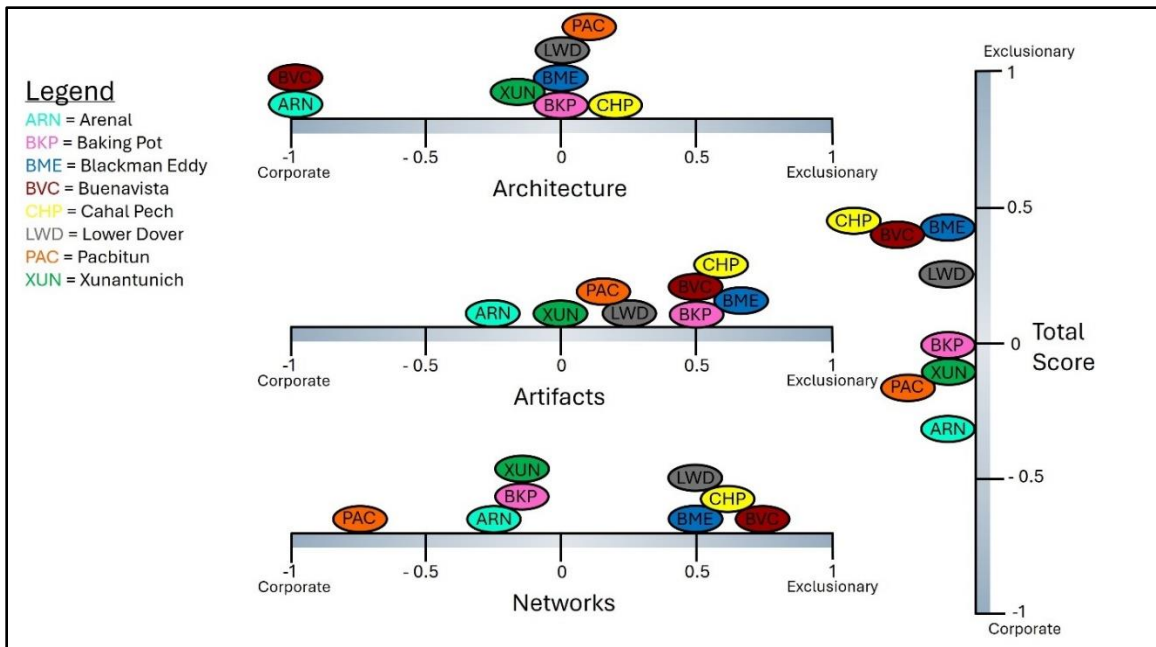 Legend
ARN = Arenal
BKP = Baking Pot
BME = Blackman Eddy
BVC = Buenavista
CHP = Cahal Pech
LWD = Lower Dover
PAC = Pacbitun
XUN = Xunantunich
PAC
LWD
BVC BME
XUN
ARN BKP CHP
-1 - 0.5 0 0.5 1
Corporate Exclusionary
Architecture
CHP
PAC BVC
BME
ARN XUN LWD BKP
-1 - 0.5 0 0.5 1
Corporate Exclusionary
Artifacts
XUN LWD
BKP CHP
PAC ARN BME BVC
-1 - 0.5 0 0.5 1
Corporate Exclusionary
Networks
Exclusionary
1
0.5
CHP BVC BME
LWD
BKP 0 Total
Score
XUN
PAC
ARN
- 0.5
-1
Corporate